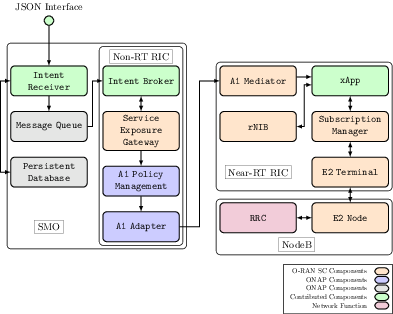 JSON Interface
Non-RT RIC
Intent
Receiver
Intent Broker
A1 Mediator
xApp
Message Queue
Service
Exposure
Gateway
rNIB
Subscription
Manager
Persistent
Database
A1 Policy
Management
Near-RT RIC
E2 Terminal
SMO
A1 Adapter
RRC
E2 Node
NodeB
O-RAN SC Components
ONAP Components
ONAP Components
Contributed Components
Network Function